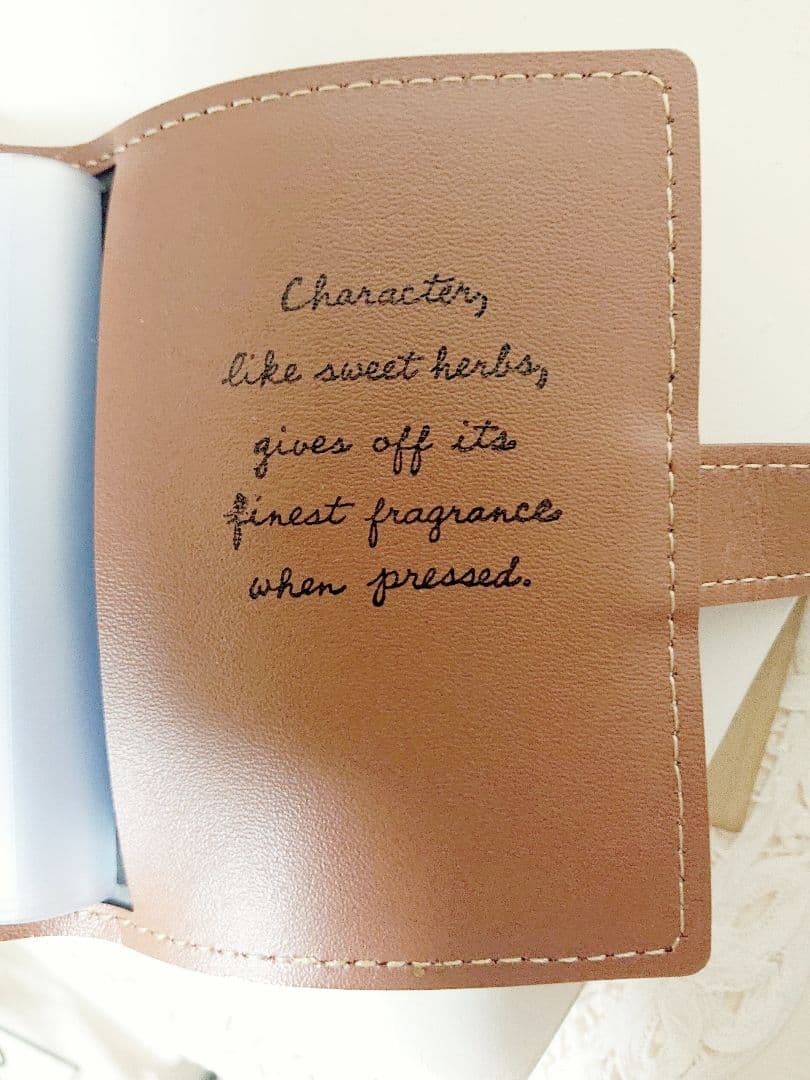 Character,
like sweet herbs,
gives off its
finest fragrance
when pressed.